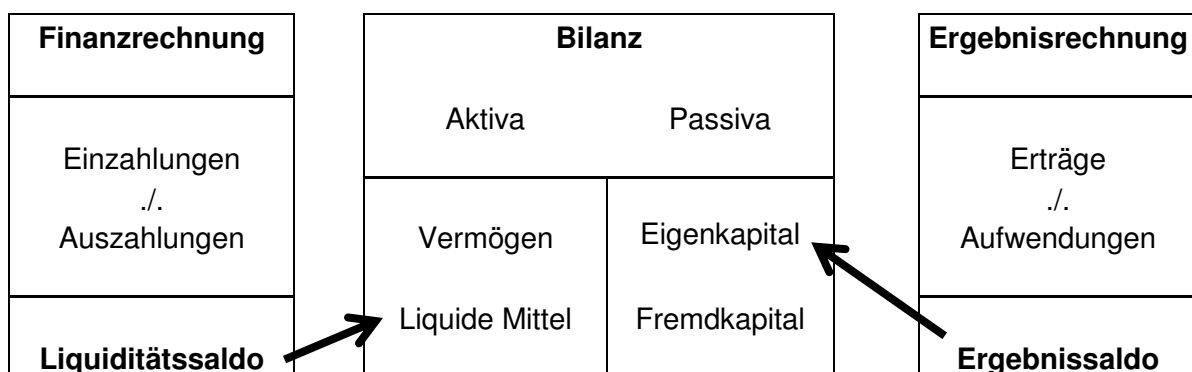 Finanzrechnung
Einzahlungen
./.
Auszahlungen
Liquiditätssaldo
Bilanz
Aktiva Passiva
Vermögen Eigenkapital
Liquide Mittel Fremdkapital
Ergebnisrechnung
Erträge
./.
Aufwendungen
Ergebnissaldo